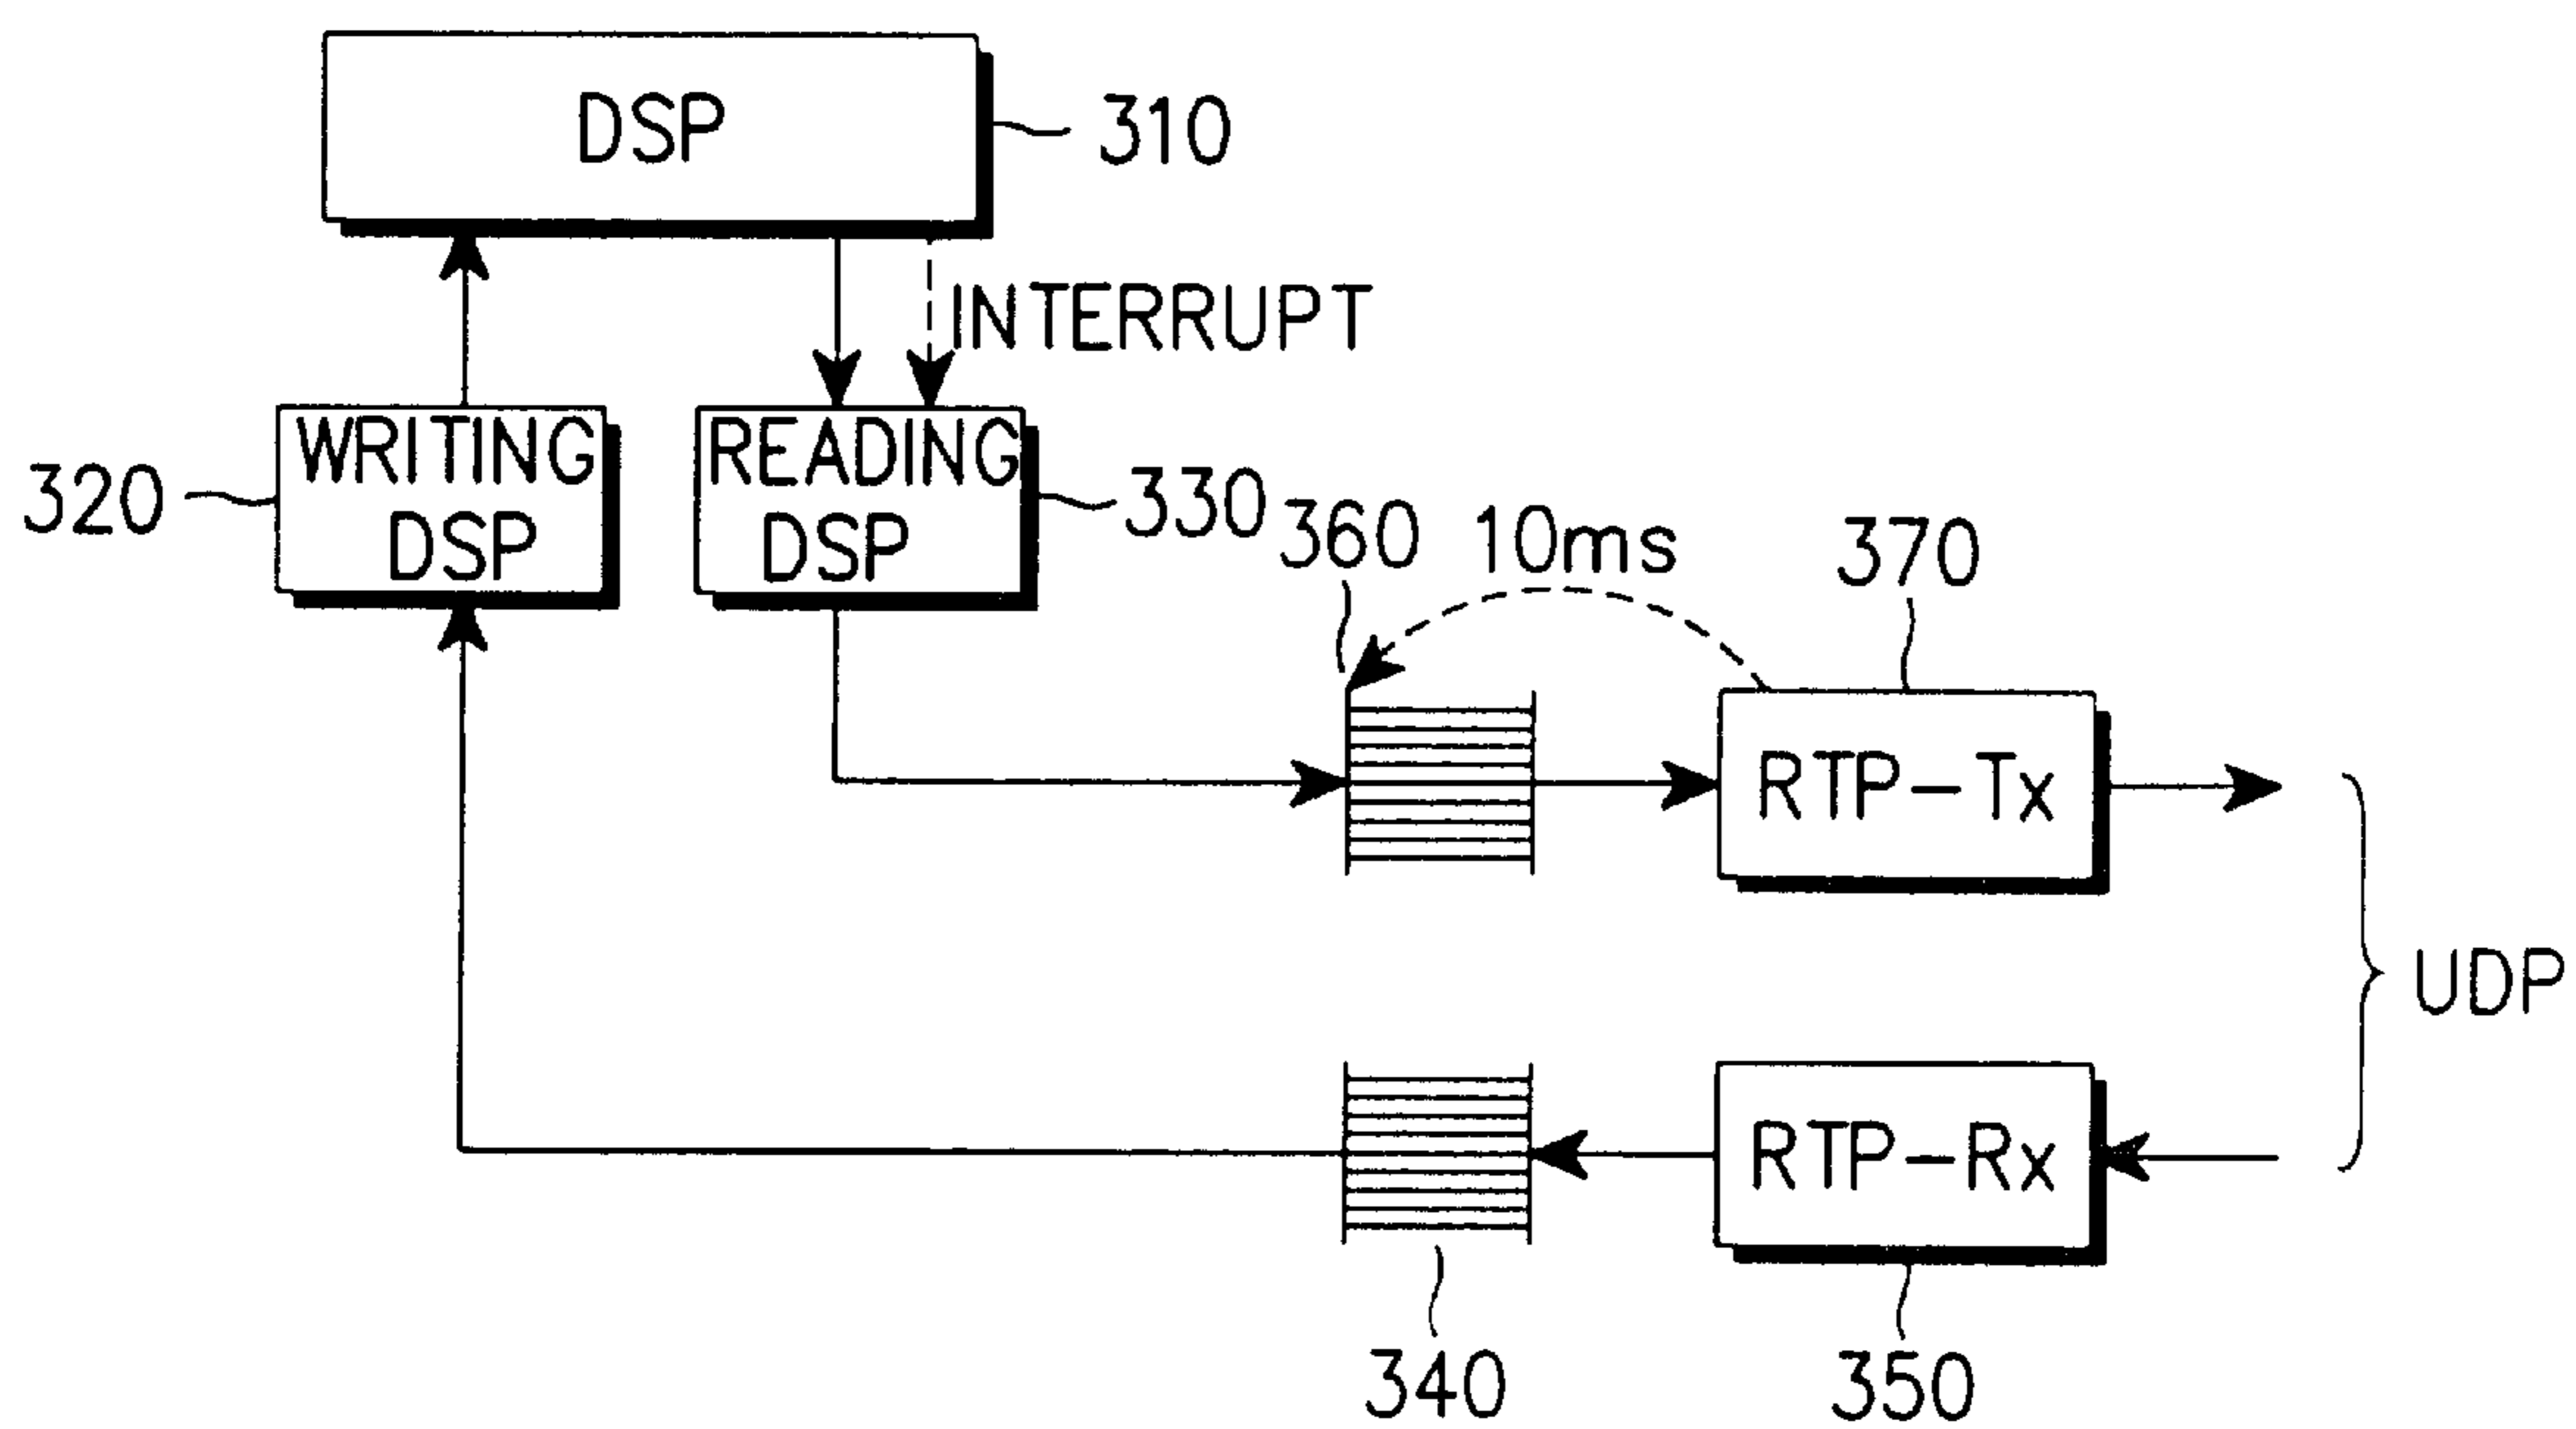 DSP
310
INTERRUPT
WRITING
DSP
320
READING
DSP
330
360
10ms
370
RTP-Tx
UDP
RTP-Rx
340
350